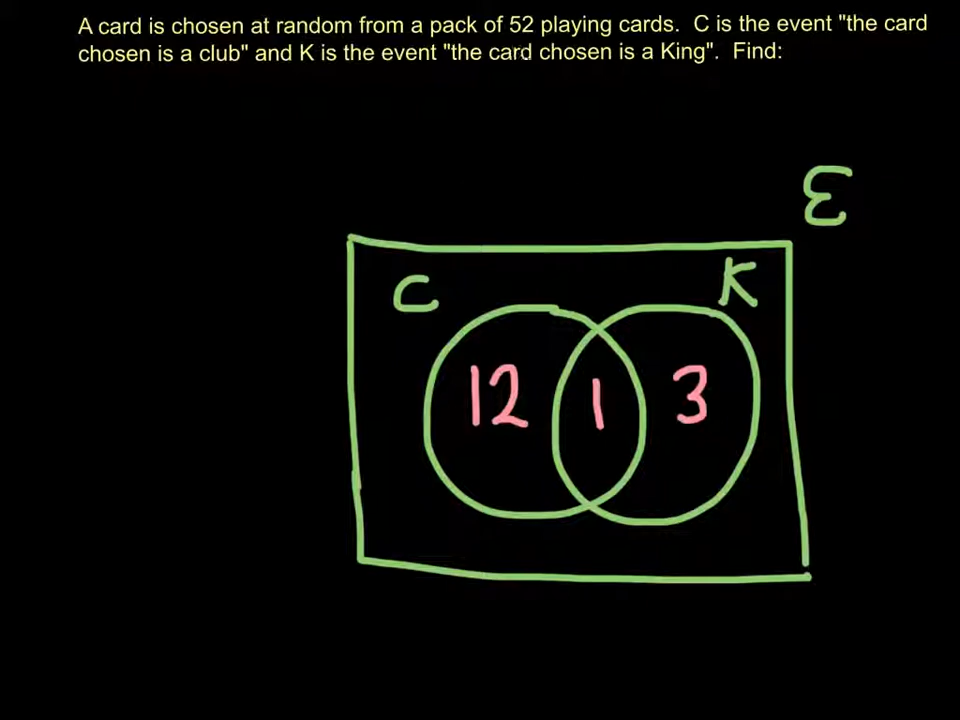 A card is chosen at random from a pack of 52 playing cards.  C is the event "the card
chosen is a club" and K is the event "the card chosen is a King".  Find:
ε
C
K
12
1
3